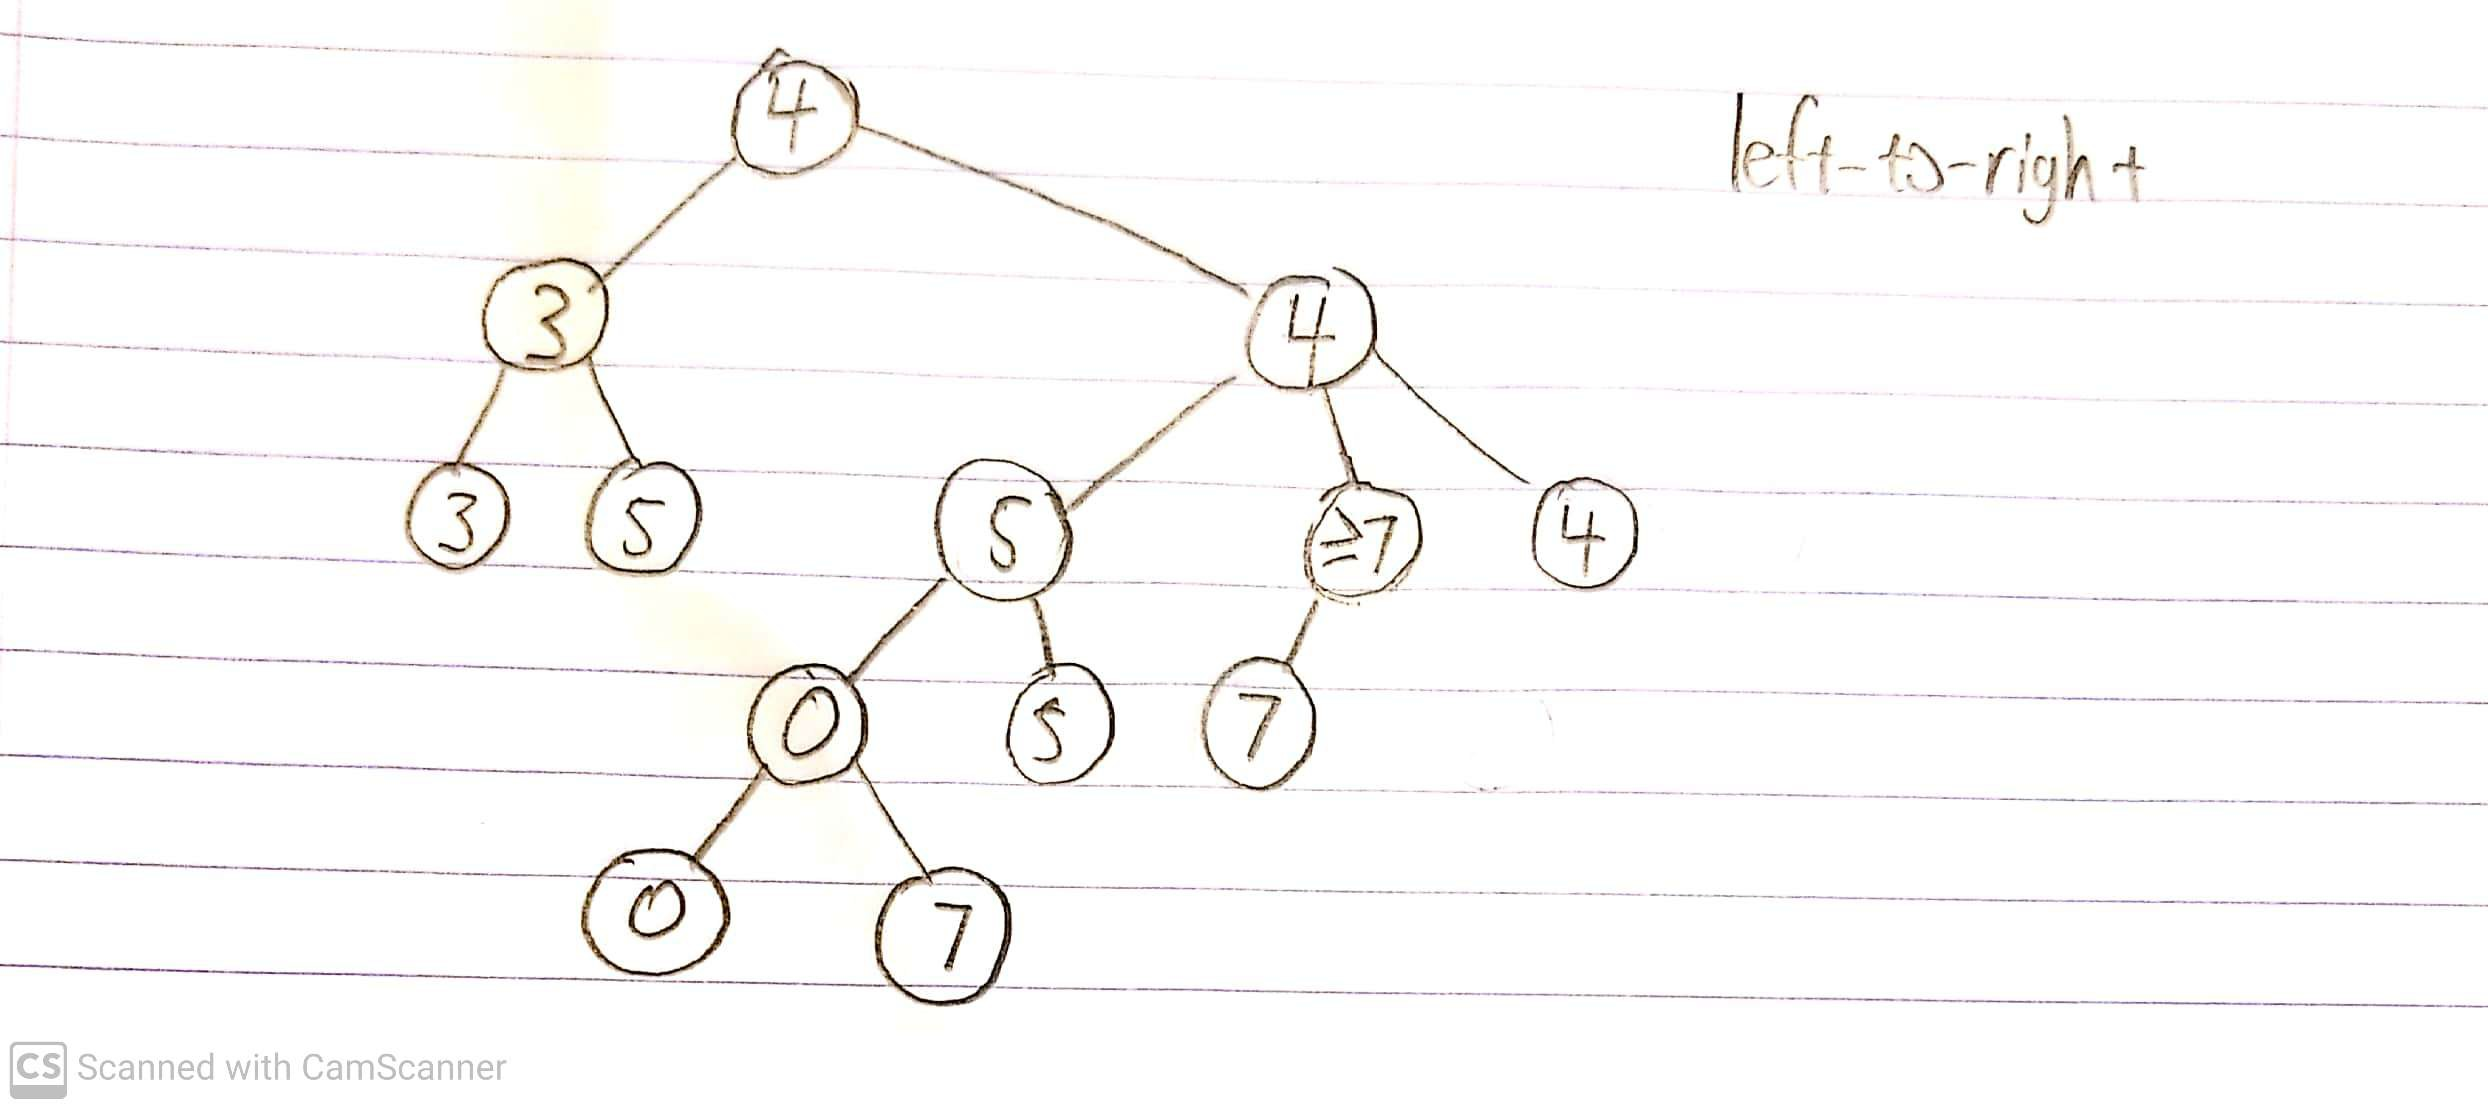 4
left-to-right
3 4
3 5 5 ≥7 4
0 5 7
0 7
CS Scanned with CamScanner